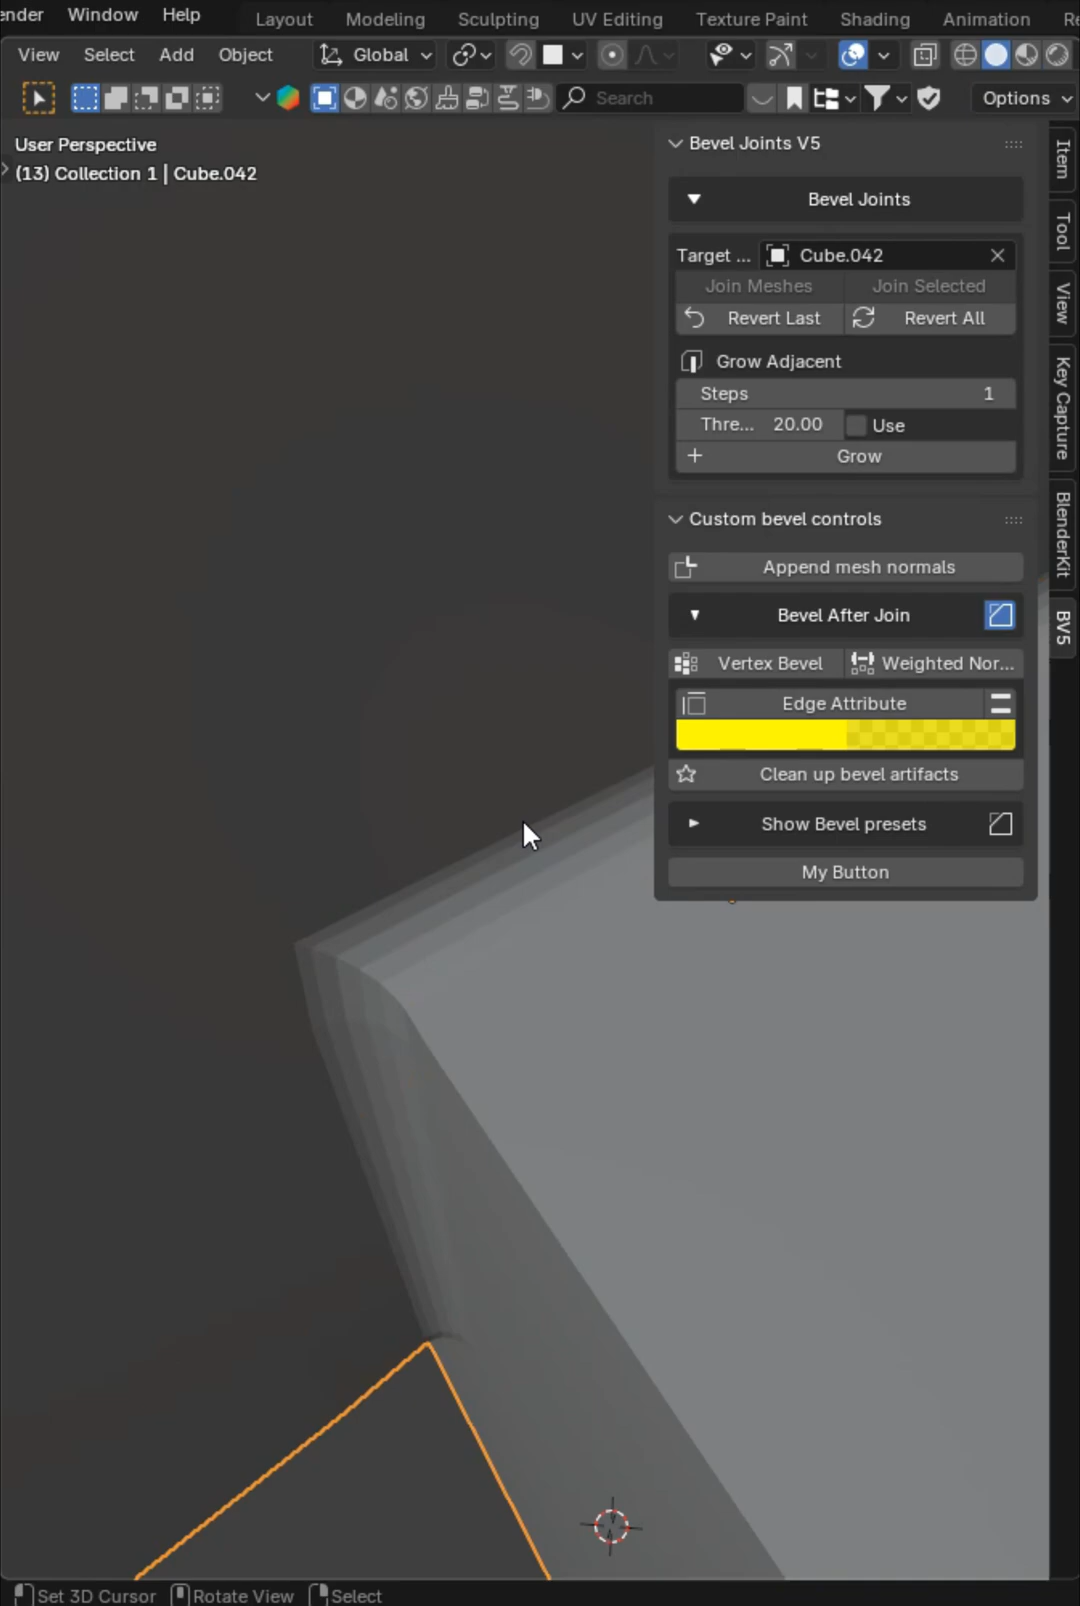 ender Window Help Layout Modeling Sculpting UV Editing Texture Paint Shading Animation Re
View Select Add Object Global
Search Options
User Perspective
(13) Collection 1 | Cube.042
Bevel Joints V5
Bevel Joints
Target ... Cube.042
Join Meshes Join Selected
Revert Last Revert All
Grow Adjacent
Steps 1
Thre... 20.00 Use
Grow
Custom bevel controls
Append mesh normals
Bevel After Join
Vertex Bevel Weighted Nor...
Edge Attribute
Clean up bevel artifacts
Show Bevel presets
My Button
Item
Tool
View
Key Capture
BlenderKit
BV5
Set 3D Cursor Rotate View Select